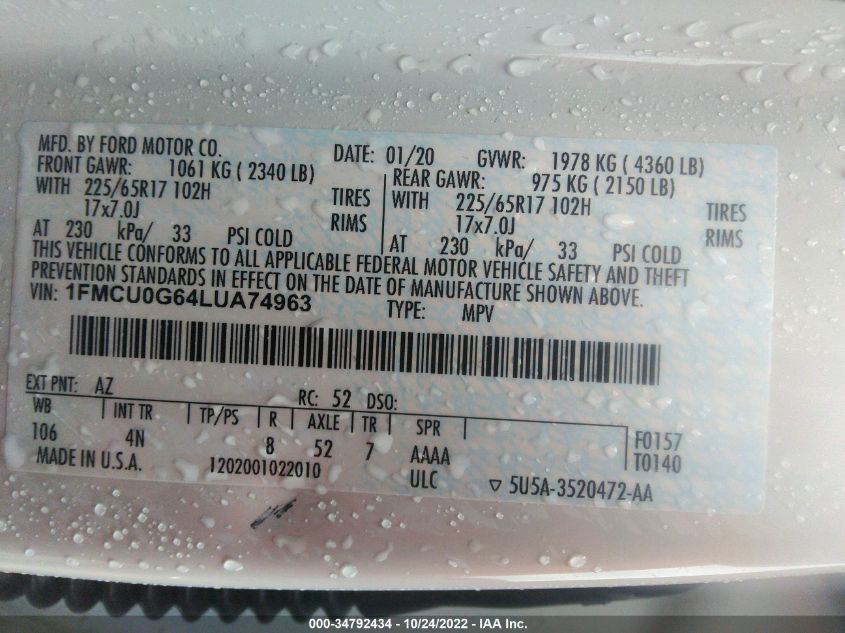 MFD. BY FORD MOTOR CO. DATE: 01/20 GVWR: 1978 KG ( 4360 LB)
FRONT GAWR: 1061 KG ( 2340 LB) REAR GAWR: 975 KG ( 2150 LB)
WITH 225/65R17 102H TIRES WITH 225/65R17 102H TIRES
17x7.0J RIMS 17x7.0J RIMS
AT 230 kPa/ 33 PSI COLD AT 230 kPa/ 33 PSI COLD
THIS VEHICLE CONFORMS TO ALL APPLICABLE FEDERAL MOTOR VEHICLE SAFETY AND THEFT
PREVENTION STANDARDS IN EFFECT ON THE DATE OF MANUFACTURE SHOWN ABOVE.
VIN: 1FMCU0G64LUA74963 TYPE: MPV
EXT PNT: AZ RC: 52 DSO:
WB INT TR TP/PS R AXLE TR SPR
106 4N 8 52 7 AAAA F0157
MADE IN U.S.A. 1202001022010 ULC T0140
▽ 5U5A-3520472-AA
000-34792434 - 10/24/2022 - IAA Inc.